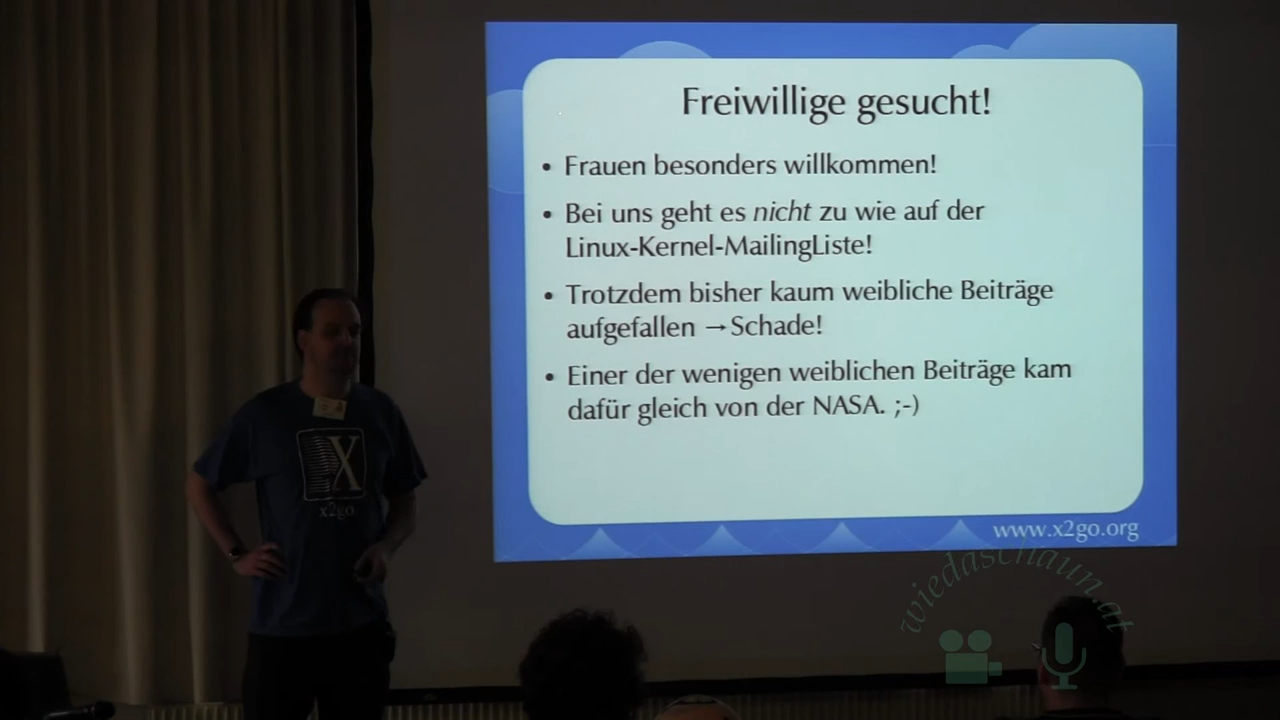 Freiwillige gesucht!
• Frauen besonders willkommen!
• Bei uns geht es nicht zu wie auf der
Linux-Kernel-MailingListe!
• Trotzdem bisher kaum weibliche Beiträge
aufgefallen → Schade!
• Einer der wenigen weiblichen Beiträge kam
dafür gleich von der NASA. ;-)
www.x2go.org
X
x2go
wiedaschaun.at